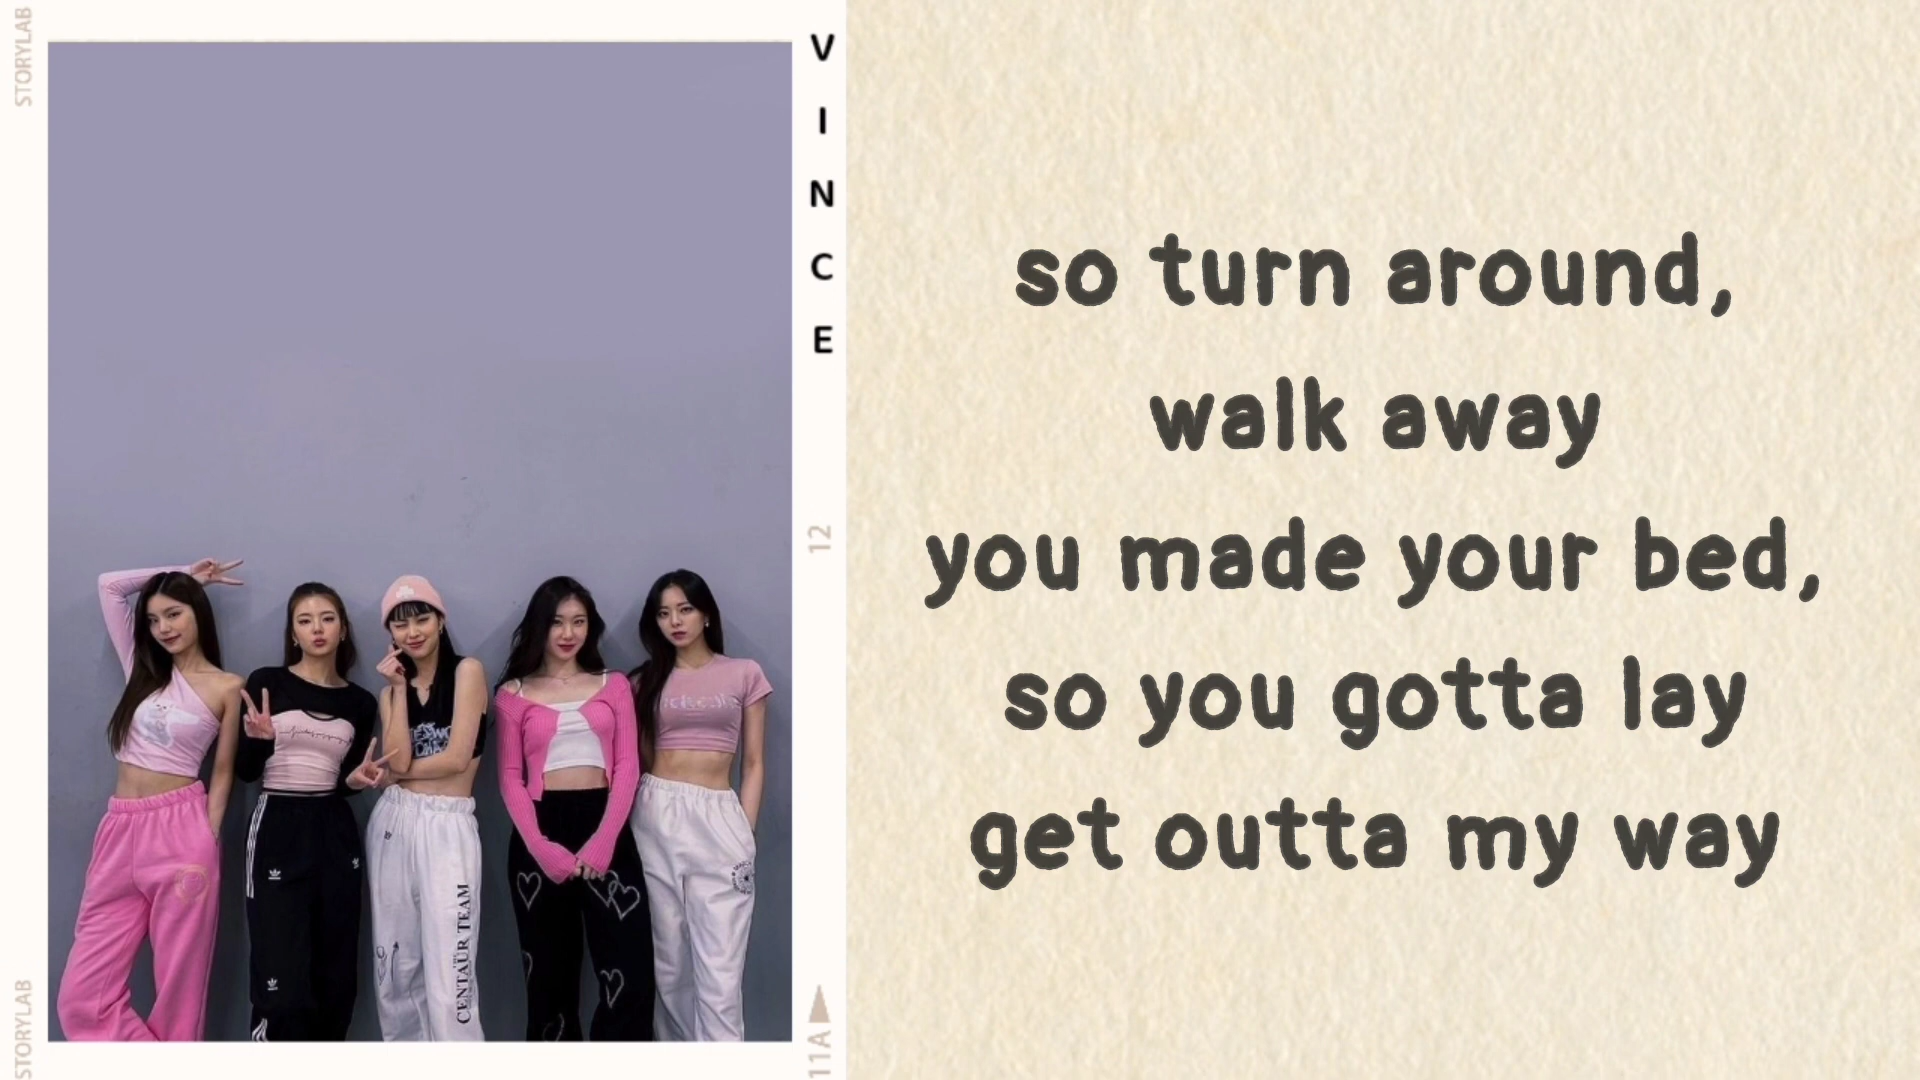 STORYLAB
STORYLAB
VINCE
12
11A
CENTAUR TEAM
so turn around,
walk away
you made your bed,
so you gotta lay
get outta my way